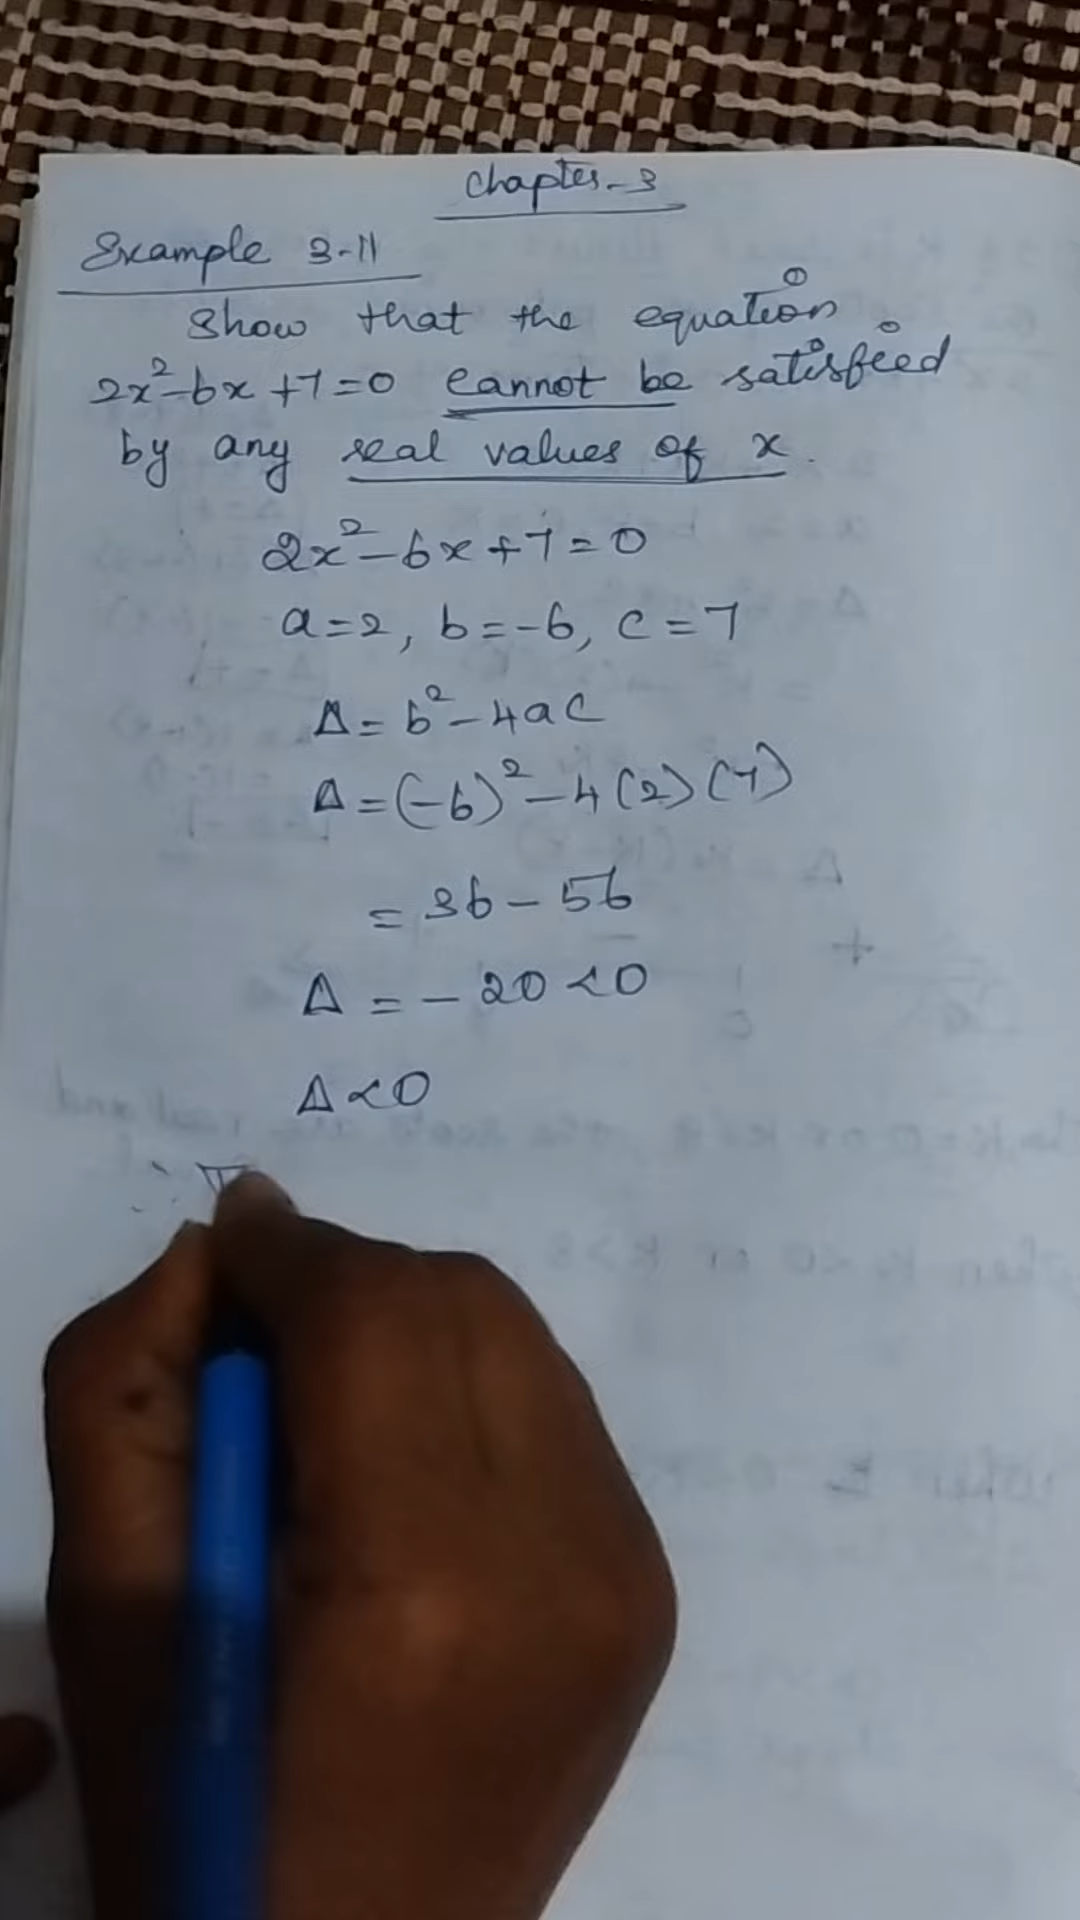 Chapter-3
Example 3.11
Show that the equation
2x²-6x+7=0 cannot be satisfied
by any real values of x.
2x²-6x+7=0
a=2, b=-6, c=7
Δ=b²-4ac
Δ=(-6)²-4(2)(7)
= 36-56
Δ = -20<0
Δ<0
∴